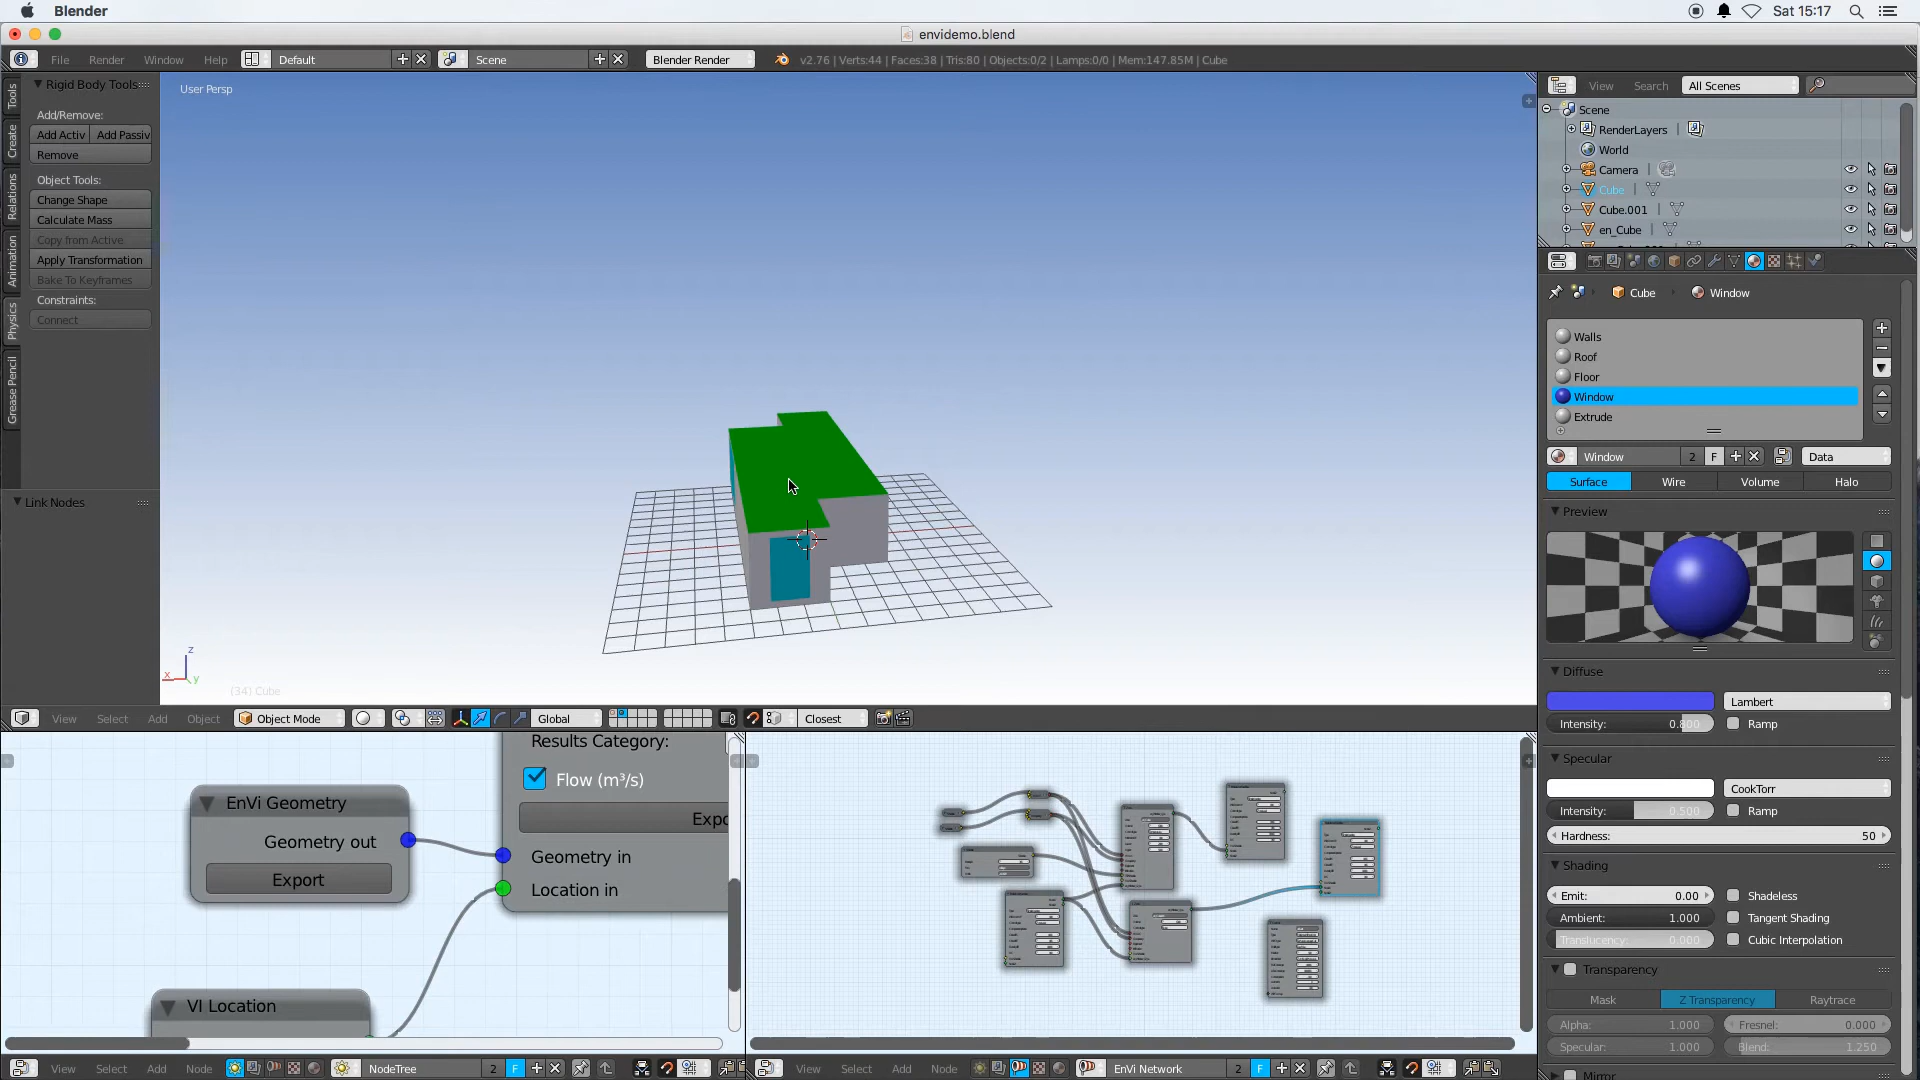 Blender
Sat 15:17
envidemo.blend
File Render Window Help Default Scene Blender Render v2.76 | Verts:44 | Faces:38 | Tris:80 | Objects:0/2 | Lamps:0/0 | Mem:147.85M | Cube
Tools
Create
Relations
Animation
Physics
Grease Pencil
Rigid Body Tools
Add/Remove:
Add Activ Add Passiv
Remove
Object Tools:
Change Shape
Calculate Mass
Copy from Active
Apply Transformation
Bake To Keyframes
Constraints:
Connect
Link Nodes
User Persp
z
x y
(34) Cube
View Select Add Object Object Mode Global Closest
Results Category:
Flow (m³/s)
Expo
EnVi Geometry
Geometry out
Export
Geometry in
Location in
VI Location
View Select Add Node NodeTree 2 F
View Select Add Node EnVi Network 2 F
View Search All Scenes
Scene
RenderLayers |
World
Camera |
Cube |
Cube.001 |
en_Cube |
Cube Window
Walls
Roof
Floor
Window
Extrude
Window 2 F Data
Surface Wire Volume Halo
Preview
Diffuse
Lambert
Intensity: 0.800 Ramp
Specular
CookTorr
Intensity: 0.500 Ramp
Hardness: 50
Shading
Emit: 0.00 Shadeless
Ambient: 1.000 Tangent Shading
Translucency: 0.000 Cubic Interpolation
Transparency
Mask Z Transparency Raytrace
Alpha: 1.000 Fresnel: 0.000
Specular: 1.000 Blend: 1.250
Mirror